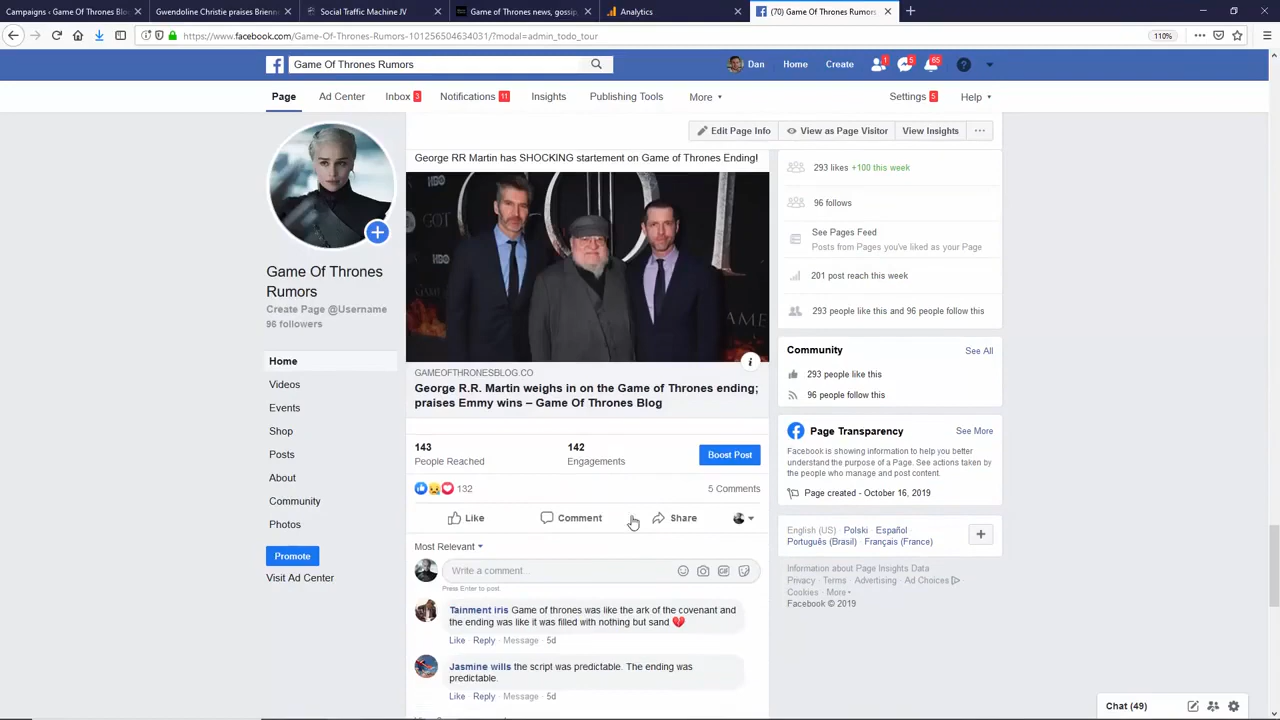 Campaigns ‹ Game Of Thrones Blo
Gwendoline Christie praises Brienn
Social Traffic Machine JV
Game of Thrones news, gossip
Analytics
(70) Game Of Thrones Rumors
https://www.facebook.com/Game-Of-Thrones-Rumors-101256504634031/?modal=admin_todo_tour
110%
Game Of Thrones Rumors
Dan
Home
Create
1
5
65
Page
Ad Center
Inbox 3
Notifications 11
Insights
Publishing Tools
More
Settings 5
Help
Edit Page Info
View as Page Visitor
View Insights
Game Of Thrones
Rumors
Create Page @Username
96 followers
Home
Videos
Events
Shop
Posts
About
Community
Photos
Promote
Visit Ad Center
George RR Martin has SHOCKING startement on Game of Thrones Ending!
HBO
HBO
GOT
AME
HBO
GAMEOFTHRONESBLOG.CO
George R.R. Martin weighs in on the Game of Thrones ending;
praises Emmy wins – Game Of Thrones Blog
143
People Reached
142
Engagements
Boost Post
132
5 Comments
Like
Comment
Share
Most Relevant
Write a comment...
Press Enter to post
Tainment iris Game of thrones was like the ark of the covenant and
the ending was like it was filled with nothing but sand 💔
Like · Reply · Message · 5d
Jasmine wills the script was predictable. The ending was
predictable.
Like · Reply · Message · 5d
293 likes +100 this week
96 follows
See Pages Feed
Posts from Pages you've liked as your Page
201 post reach this week
293 people like this and 96 people follow this
Community
See All
293 people like this
96 people follow this
Page Transparency
See More
Facebook is showing information to help you better
understand the purpose of a Page. See actions taken by
the people who manage and post content.
Page created - October 16, 2019
English (US) · Polski · Español ·
Português (Brasil) · Français (France)
Information about Page Insights Data
Privacy · Terms · Advertising · Ad Choices
Cookies · More
Facebook © 2019
Chat (49)